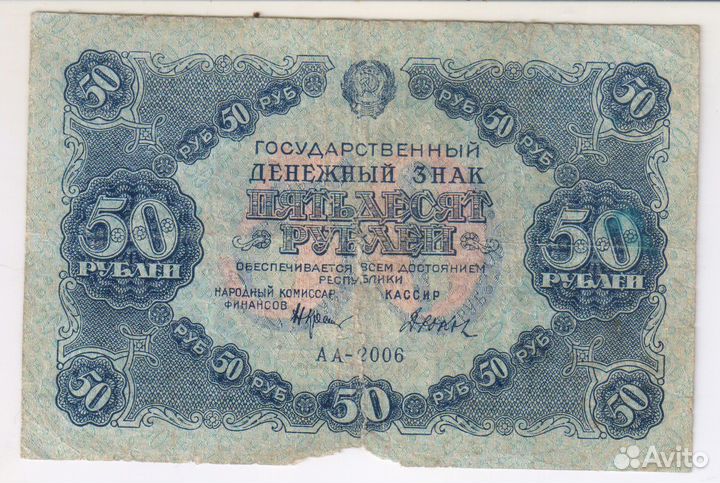 50 50
РУБ 50 РУБ РУБ 50 РУБ
ГОСУДАРСТВЕННЫЙ
ДЕНЕЖНЫЙ ЗНАК
50 ПЯТЬДЕСЯТ 50
РУБЛЕЙ РУБЛЕЙ РУБЛЕЙ
ОБЕСПЕЧИВАЕТСЯ ВСЕМ ДОСТОЯНИЕМ
РЕСПУБЛИКИ
НАРОДНЫЙ КОМИССАР КАССИР
ФИНАНСОВ
АА-2006
РУБ 50 РУБ РУБ 50 РУБ
50 50 50
Avito